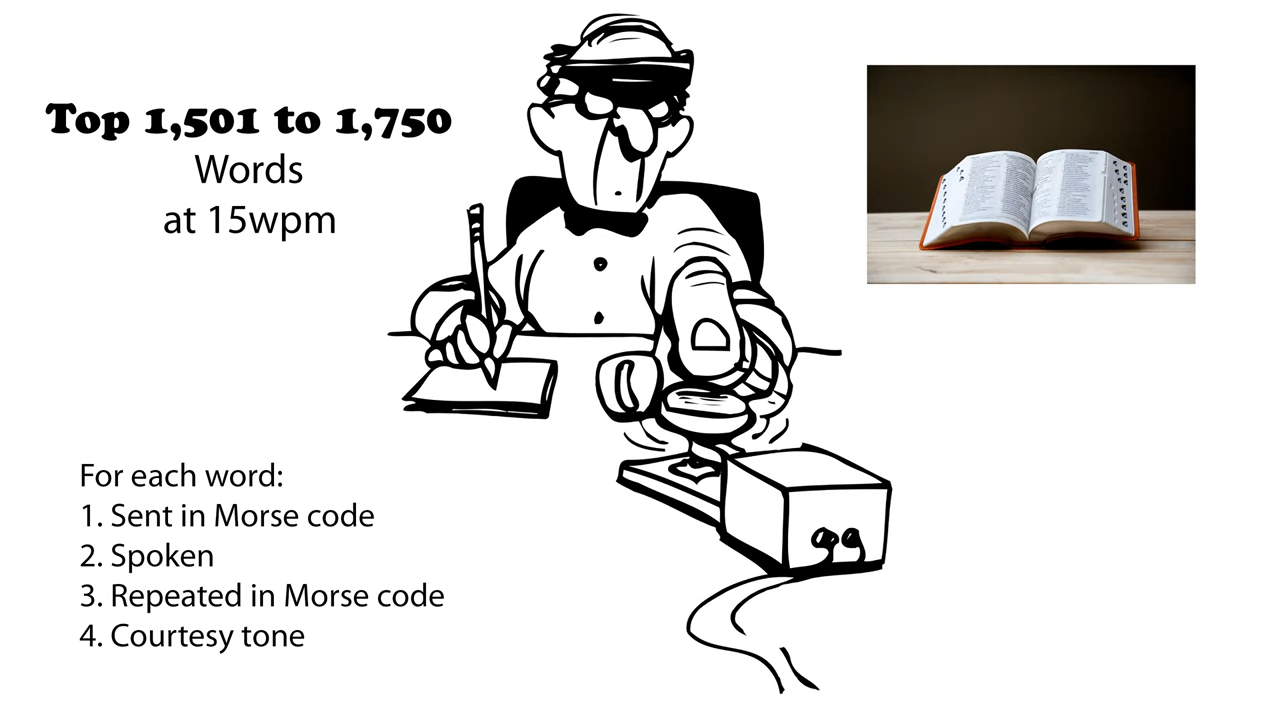 Top 1,501 to 1,750
Words
at 15wpm
For each word:
1. Sent in Morse code
2. Spoken
3. Repeated in Morse code
4. Courtesy tone